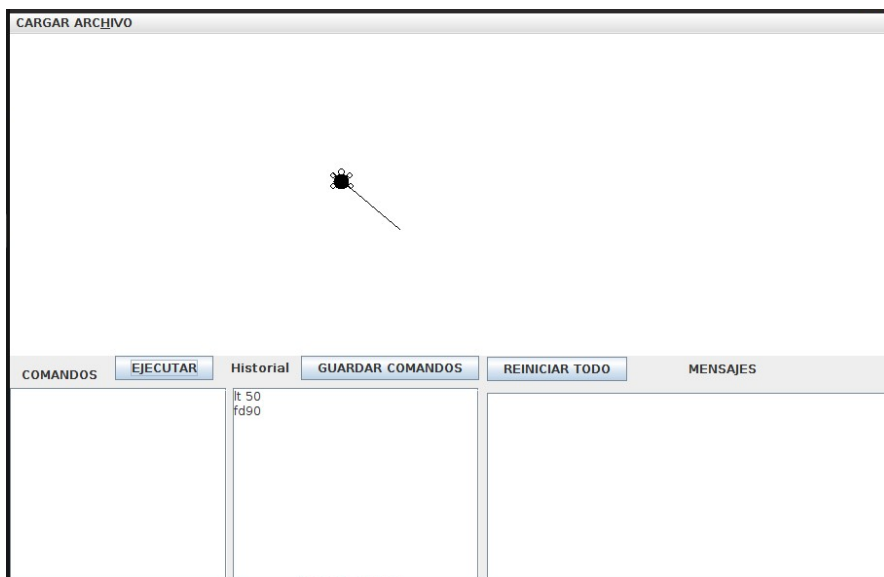 CARGAR ARCHIVO
COMANDOS
EJECUTAR
Historial
GUARDAR COMANDOS
REINICIAR TODO
MENSAJES
lt 50
fd90